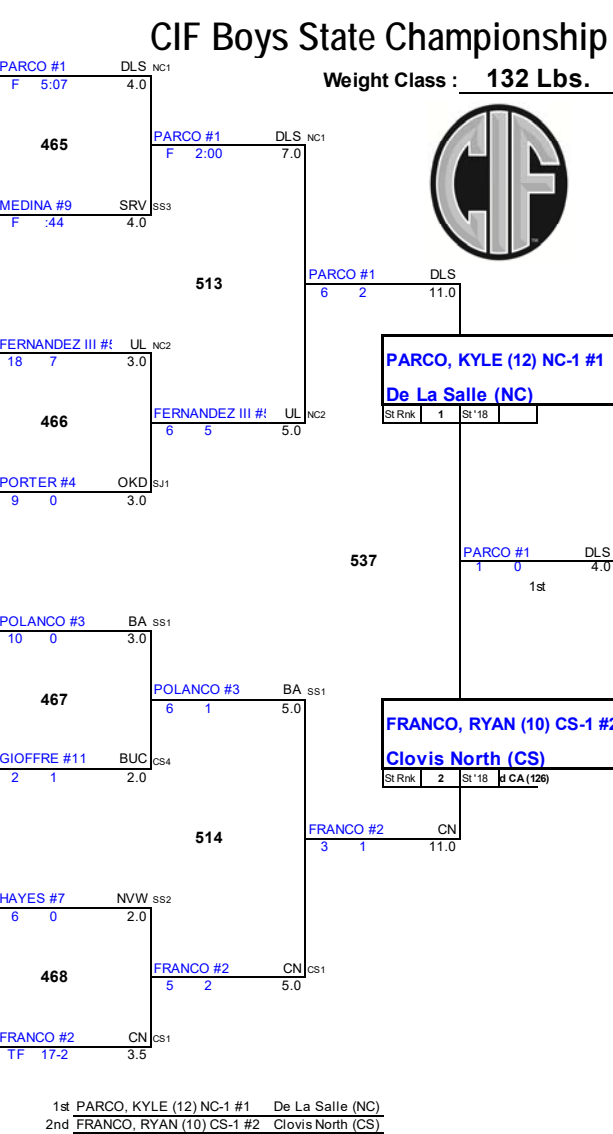 CIF Boys State Championship
Weight Class : 132 Lbs.
CIF
PARCO #1 DLS NC1
F 5:07 4.0
465
PARCO #1 DLS NC1
F 2:00 7.0
MEDINA #9 SRV SS3
F :44 4.0
513
PARCO #1 DLS
6 2 11.0
FERNANDEZ III #5 UL NC2
18 7 3.0
PARCO, KYLE (12) NC-1 #1
De La Salle (NC)
St Rnk 1 St '18
466
FERNANDEZ III #5 UL NC2
6 5 5.0
PORTER #4 OKD SJ1
9 0 3.0
537
PARCO #1 DLS
1 0 4.0
1st
POLANCO #3 BA SS1
10 0 3.0
467
POLANCO #3 BA SS1
6 1 5.0
FRANCO, RYAN (10) CS-1 #2
Clovis North (CS)
St Rnk 2 St '18 d CA (126)
GIOFFRE #11 BUC CS4
2 1 2.0
514
FRANCO #2 CN
3 1 11.0
HAYES #7 NVW SS2
6 0 2.0
468
FRANCO #2 CN CS1
5 2 5.0
FRANCO #2 CN CS1
TF 17-2 3.5
1st PARCO, KYLE (12) NC-1 #1 De La Salle (NC)
2nd FRANCO, RYAN (10) CS-1 #2 Clovis North (CS)